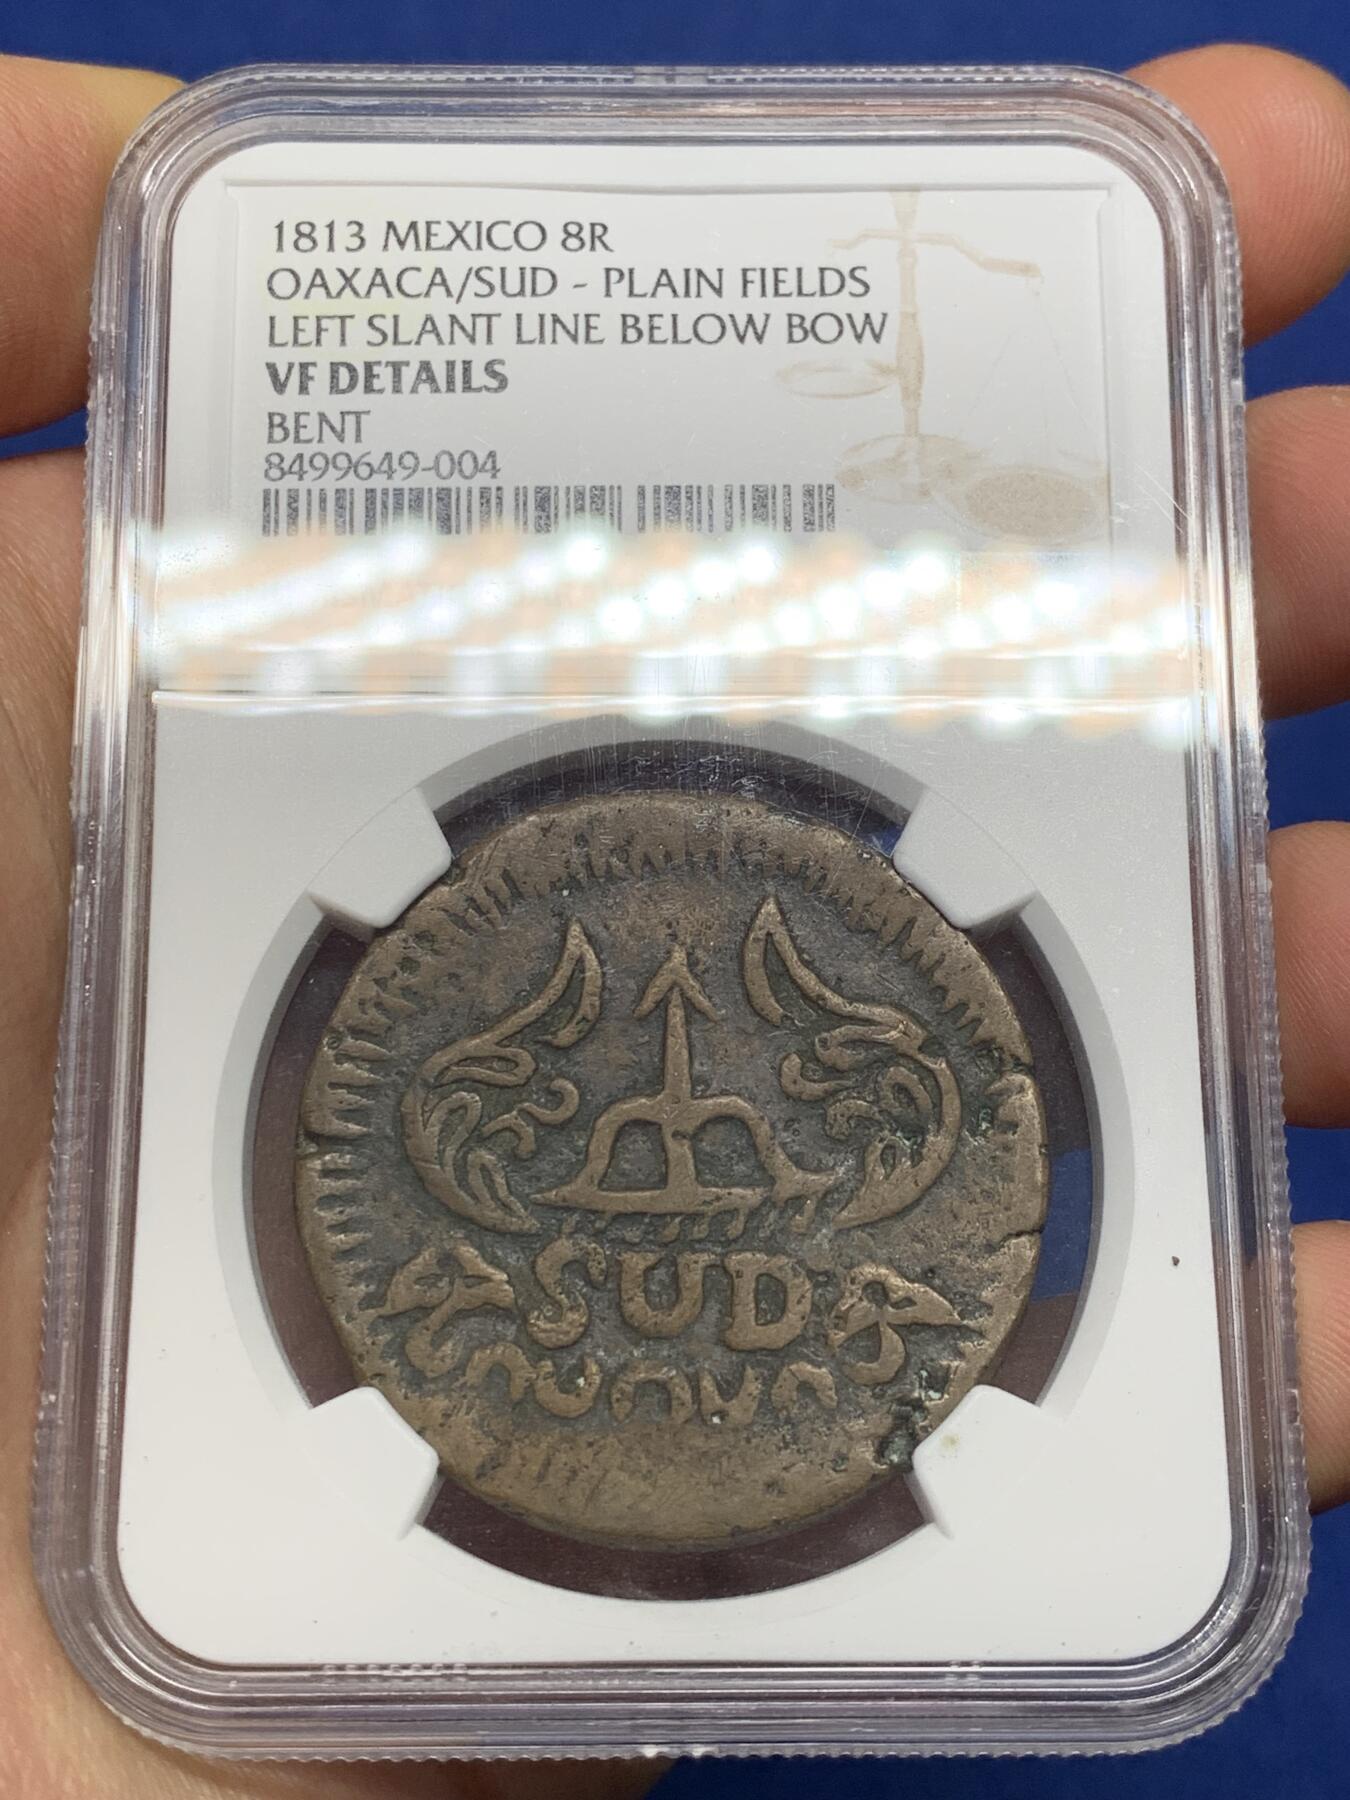 1813 MEXICO 8R
OAXACA/SUD - PLAIN FIELDS
LEFT SLANT LINE BELOW BOW
VF DETAILS
BENT
8499649-004
SUD